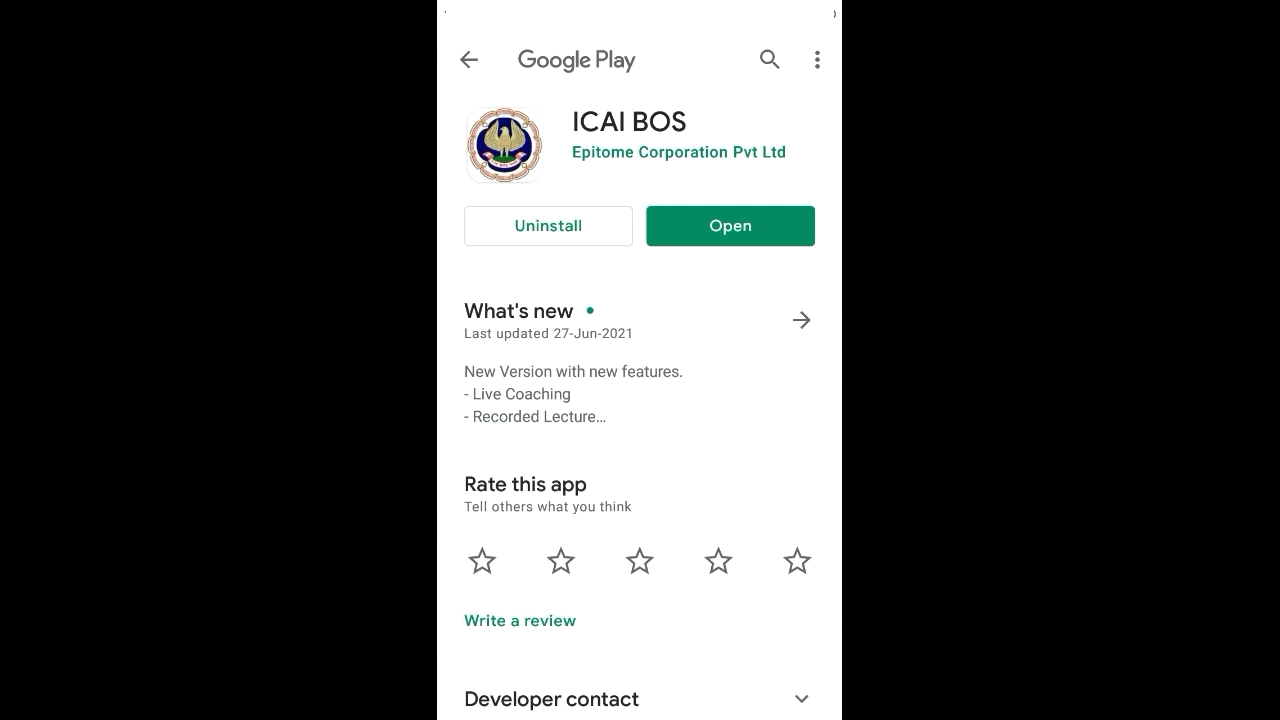 Google Play
ICAI BOS
Epitome Corporation Pvt Ltd
Uninstall
Open
What's new
Last updated 27-Jun-2021
New Version with new features.
- Live Coaching
- Recorded Lecture...
Rate this app
Tell others what you think
Write a review
Developer contact